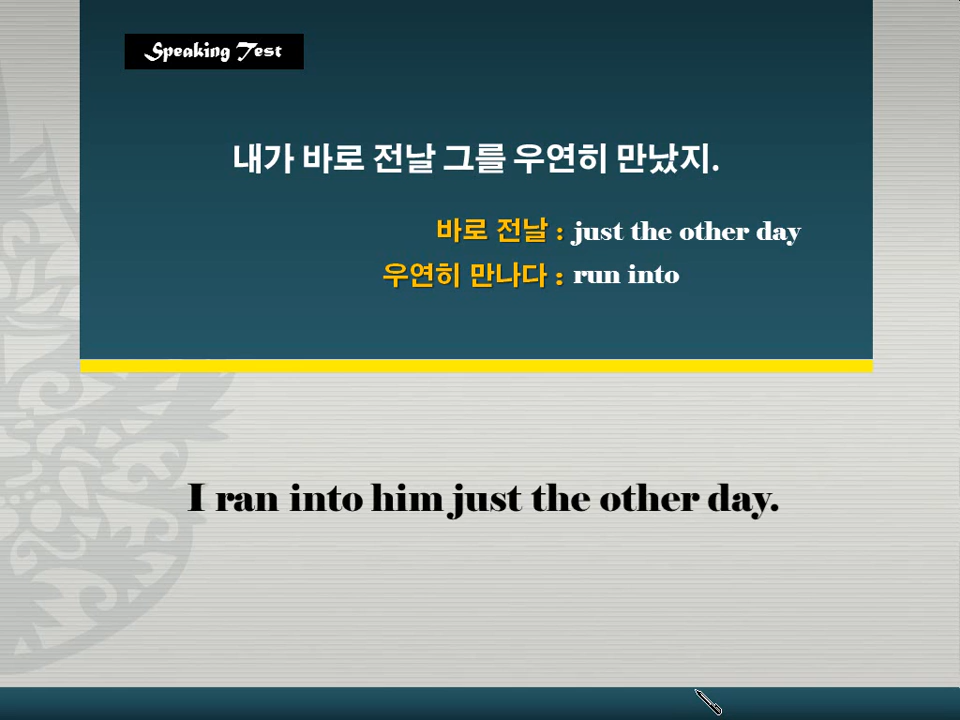 Speaking Test
내가 바로 전날 그를 우연히 만났지.
바로 전날 : just the other day
우연히 만나다 : run into
I ran into him just the other day.